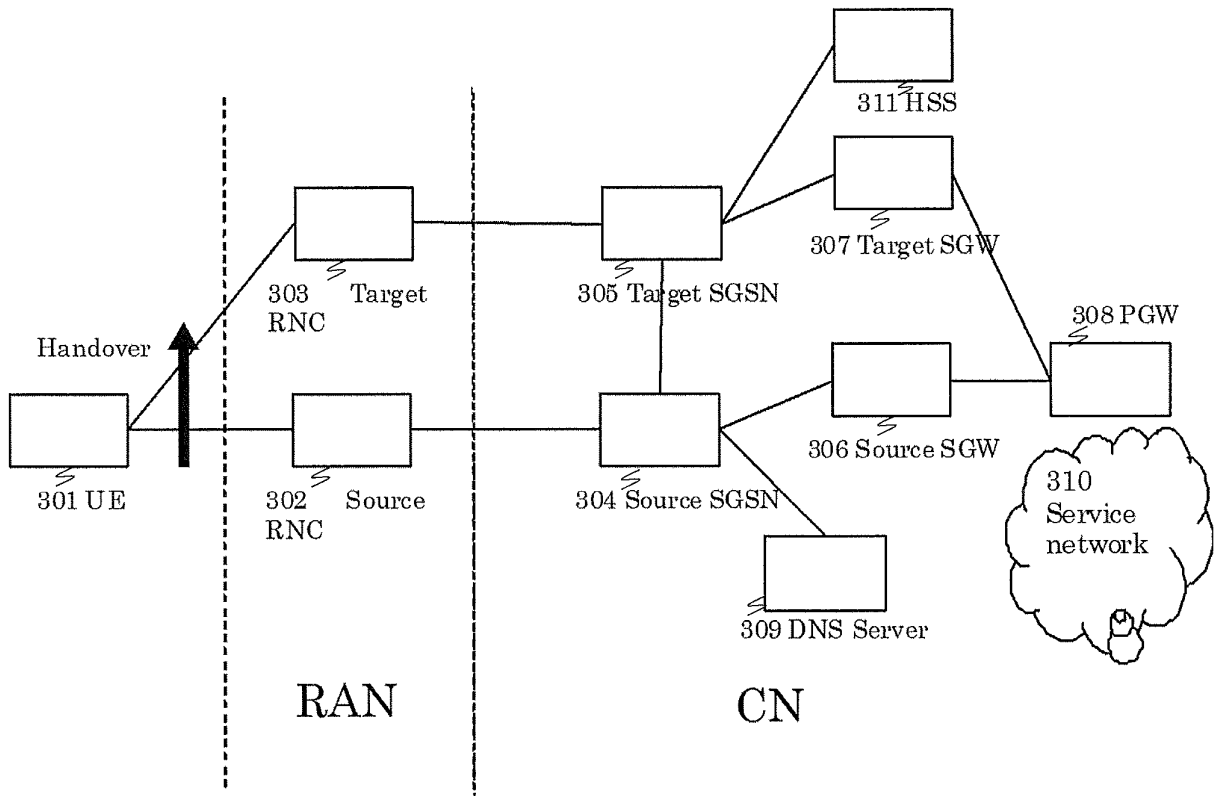 311 HSS
307 Target SGW
303 Target
RNC
305 Target SGSN
308 PGW
Handover
306 Source SGW
301 UE
302 Source
RNC
304 Source SGSN
310
Service
network
309 DNS Server
RAN
CN